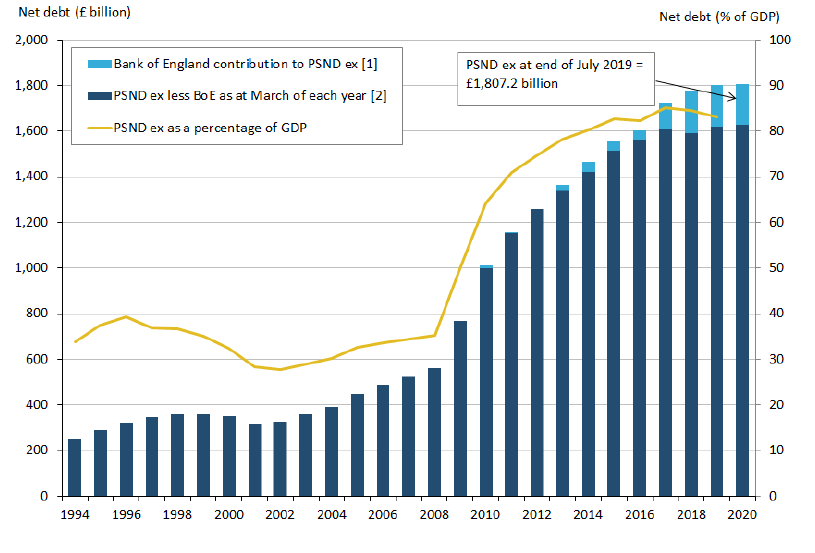 Net debt (£ billion)
Net debt (% of GDP)
2,000
1,800
1,600
1,400
1,200
1,000
800
600
400
200
0
Bank of England contribution to PSND ex [1]
PSND ex less BoE as at March of each year [2]
PSND ex as a percentage of GDP
PSND ex at end of July 2019 =
£1,807.2 billion
100
90
80
70
60
50
40
30
20
10
0
1994 1996 1998 2000 2002 2004 2006 2008 2010 2012 2014 2016 2018 2020